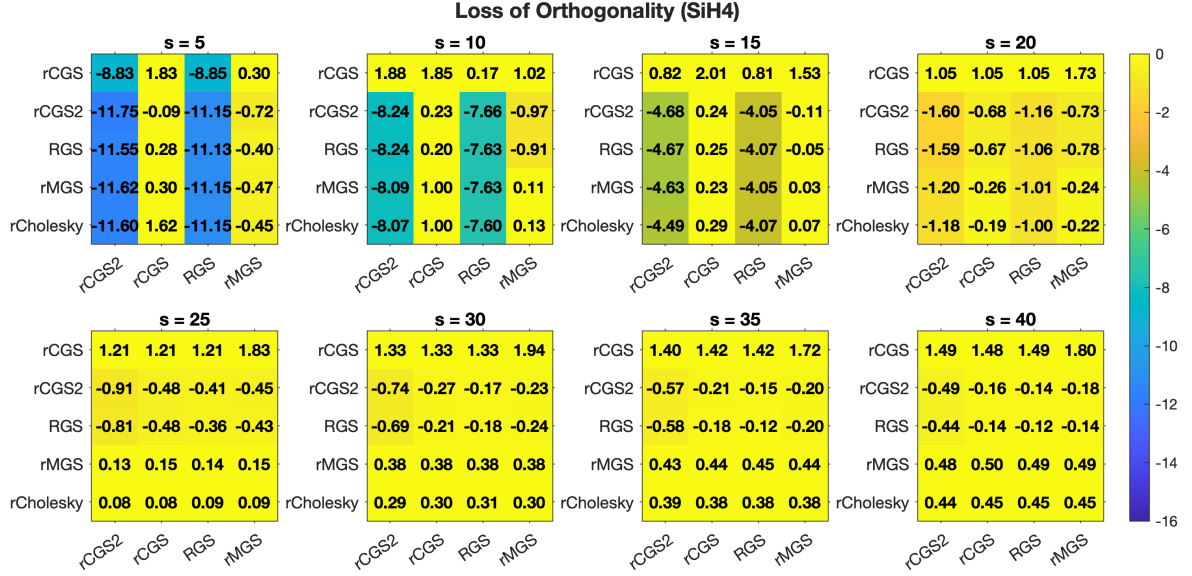 Loss of Orthogonality (SiH4)
s = 5 s = 10 s = 15 s = 20
rCGS -8.83 1.83 -8.85 0.30 1.88 1.85 0.17 1.02 rCGS 0.82 2.01 0.81 1.53 rCGS 1.05 1.05 1.05 1.73 0
rCGS2 -11.75 -0.09 -11.15 -0.72 rCGS2 -8.24 0.23 -7.66 -0.97 rCGS2 -4.68 0.24 -4.05 -0.11 rCGS2 -1.60 -0.68 -1.16 -0.73 -2
RGS -11.55 0.28 -11.13 -0.40 RGS -8.24 0.20 -7.63 -0.91 RGS -4.67 0.25 -4.07 -0.05 RGS -1.59 -0.67 -1.06 -0.78 -4
rMGS -11.62 0.30 -11.15 -0.47 rMGS -8.09 1.00 -7.63 0.11 rMGS -4.63 0.23 -4.05 0.03 rMGS -1.20 -0.26 -1.01 -0.24
rCholesky -11.60 1.62 -11.15 -0.45 rCholesky -8.07 1.00 -7.60 0.13 rCholesky -4.49 0.29 -4.07 0.07 rCholesky -1.18 -0.19 -1.00 -0.22 -6
rCGS2 rCGS RGS rMGS rCGS2 rCGS RGS rMGS rCGS2 rCGS RGS rMGS rCGS2 rCGS RGS rMGS -8
s = 25 s = 30 s = 35 s = 40
rCGS 1.21 1.21 1.21 1.83 rCGS 1.33 1.33 1.33 1.94 rCGS 1.40 1.42 1.42 1.72 rCGS 1.49 1.48 1.49 1.80 -10
rCGS2 -0.91 -0.48 -0.41 -0.45 rCGS2 -0.74 -0.27 -0.17 -0.23 rCGS2 -0.57 -0.21 -0.15 -0.20 rCGS2 -0.49 -0.16 -0.14 -0.18 -12
RGS -0.81 -0.48 -0.36 -0.43 RGS -0.69 -0.21 -0.18 -0.24 RGS -0.58 -0.18 -0.12 -0.20 RGS -0.44 -0.14 -0.12 -0.14
rMGS 0.13 0.15 0.14 0.15 rMGS 0.38 0.38 0.38 0.38 rMGS 0.43 0.44 0.45 0.44 rMGS 0.48 0.50 0.49 0.49 -14
rCholesky 0.08 0.08 0.09 0.09 rCholesky 0.29 0.30 0.31 0.30 rCholesky 0.39 0.38 0.38 0.38 rCholesky 0.44 0.45 0.45 0.45 -16
rCGS2 rCGS RGS rMGS rCGS2 rCGS RGS rMGS rCGS2 rCGS RGS rMGS rCGS2 rCGS RGS rMGS